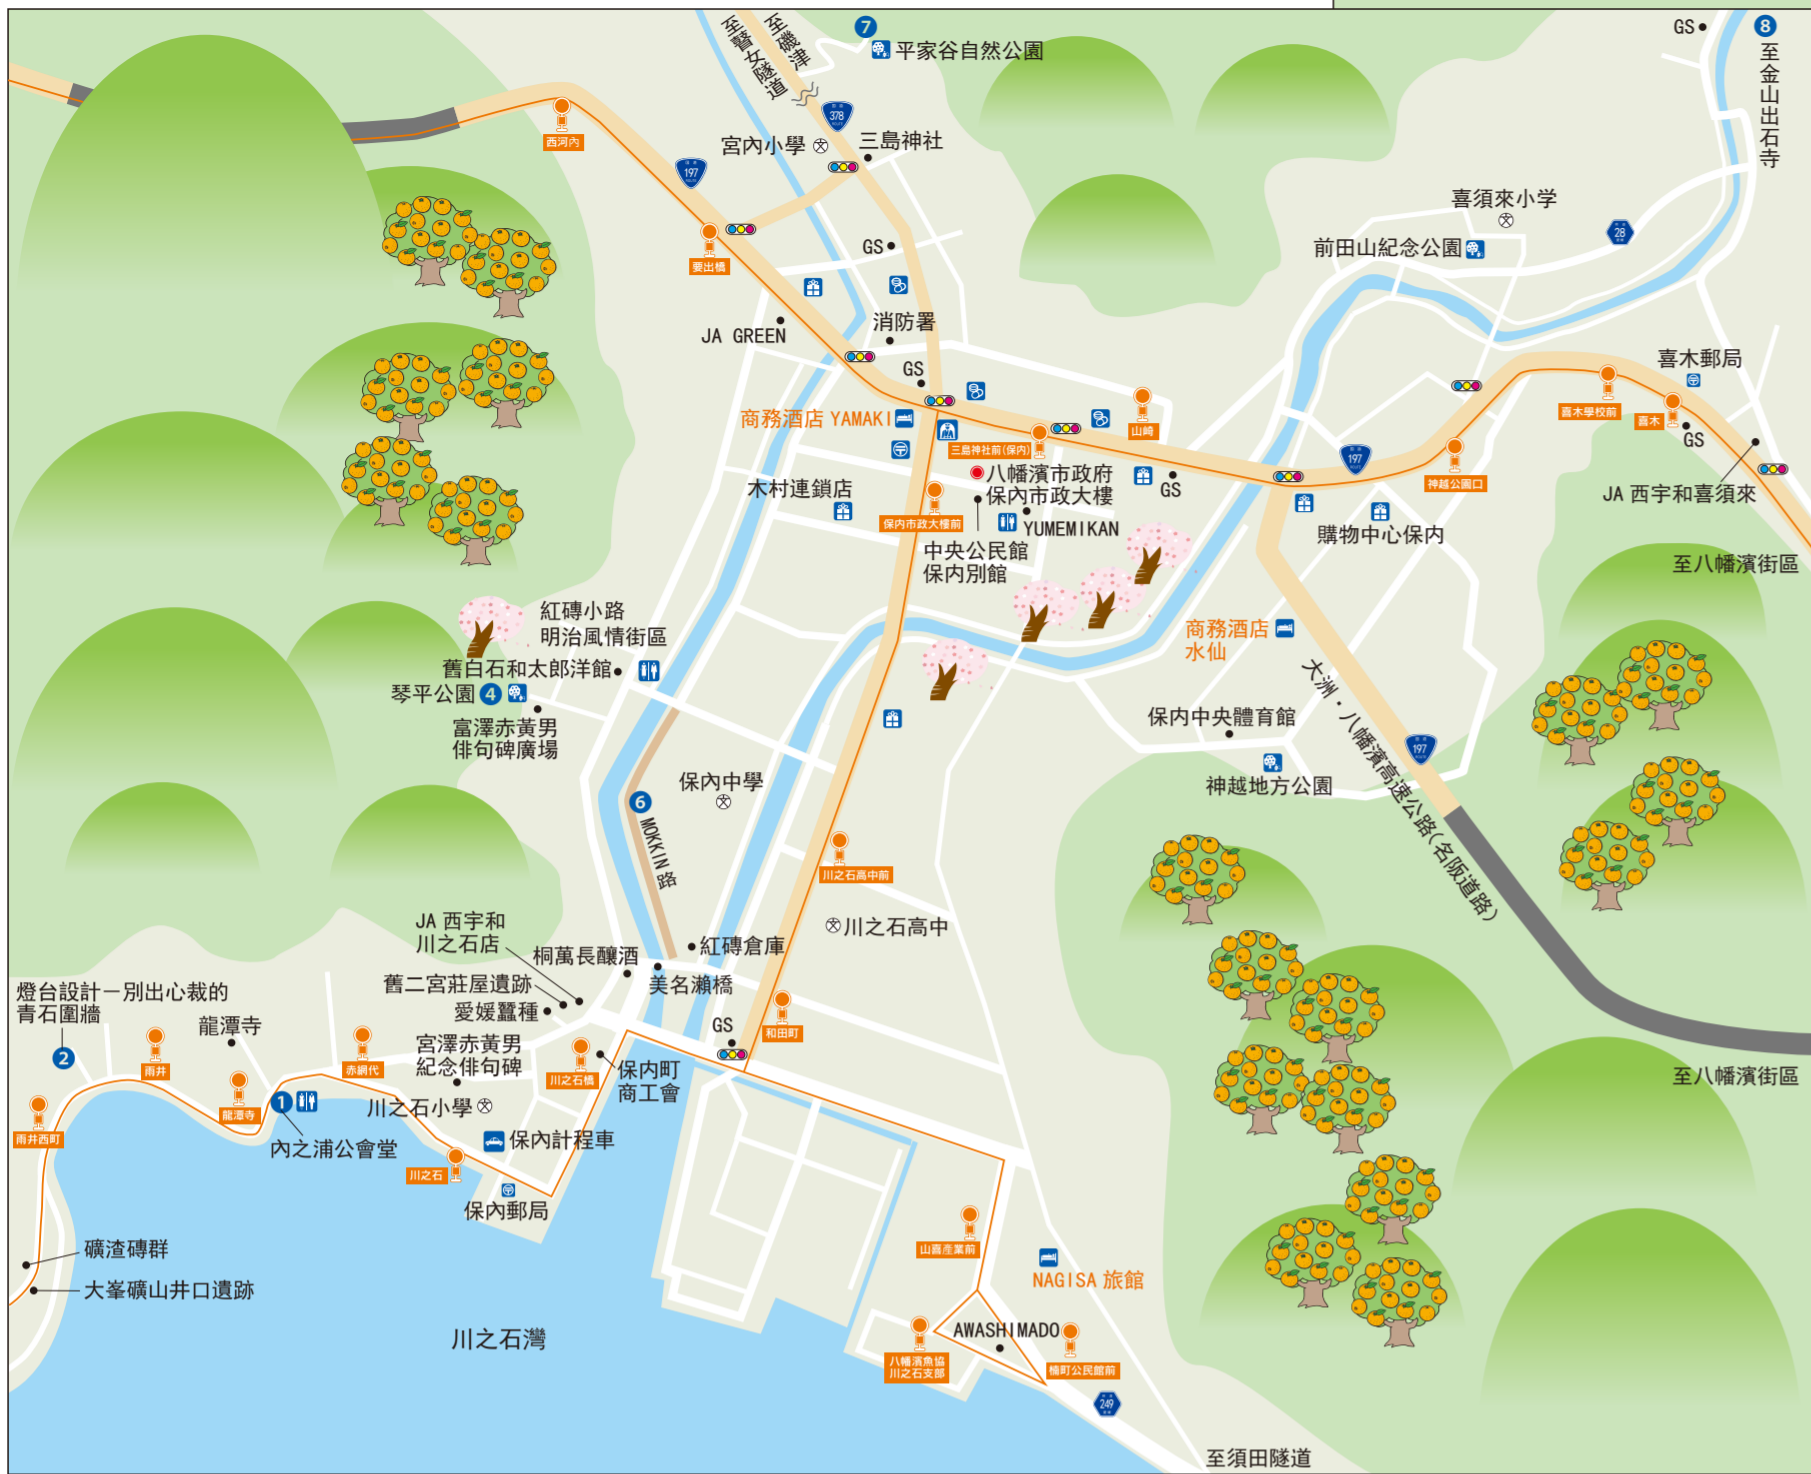 至瞽女隧道
至磯津
7
平家谷自然公園
GS
8
至金山出石寺
378
西河內
宮內小學
三島神社
197
喜須來小学
28
要出橋
GS
前田山紀念公園
JA GREEN
消防署
GS
喜木郵局
喜木學校前
喜木
GS
商務酒店 YAMAKI
三島神社前(保内)
山崎
197
神越公園口
八幡濱市政府
保內市政大樓
GS
JA 西宇和喜須來
木村連鎖店
保内市政大樓前
YUMEMIKAN
購物中心保内
中央公民館
保内別館
至八幡濱街區
紅磚小路
明治風情街區
商務酒店
水仙
舊白石和太郎洋館
琴平公園 4
大洲・八幡濱高速公路(名阪道路)
富澤赤黃男
俳句碑廣場
保内中央體育館
197
保內中學
神越地方公園
6
MOKKIN 路
川之石高中前
JA 西宇和
川之石店
川之石高中
桐萬長釀酒
紅磚倉庫
舊二宮莊屋遺跡
美名瀨橋
愛媛蠶種
燈台設計－別出心裁的
青石圍牆
龍潭寺
GS
和田町
2
雨井
赤網代
宮澤赤黃男
紀念俳句碑
川之石橋
保内町
商工會
至八幡濱街區
雨井西町
龍潭寺
1
川之石小學
內之浦公會堂
保內計程車
川之石
保內郵局
礦渣磚群
山喜產業前
大峯礦山井口遺跡
NAGISA 旅館
川之石灣
AWASHIMADO
八幡濱魚協
川之石支部
楠町公民館前
249
至須田隧道